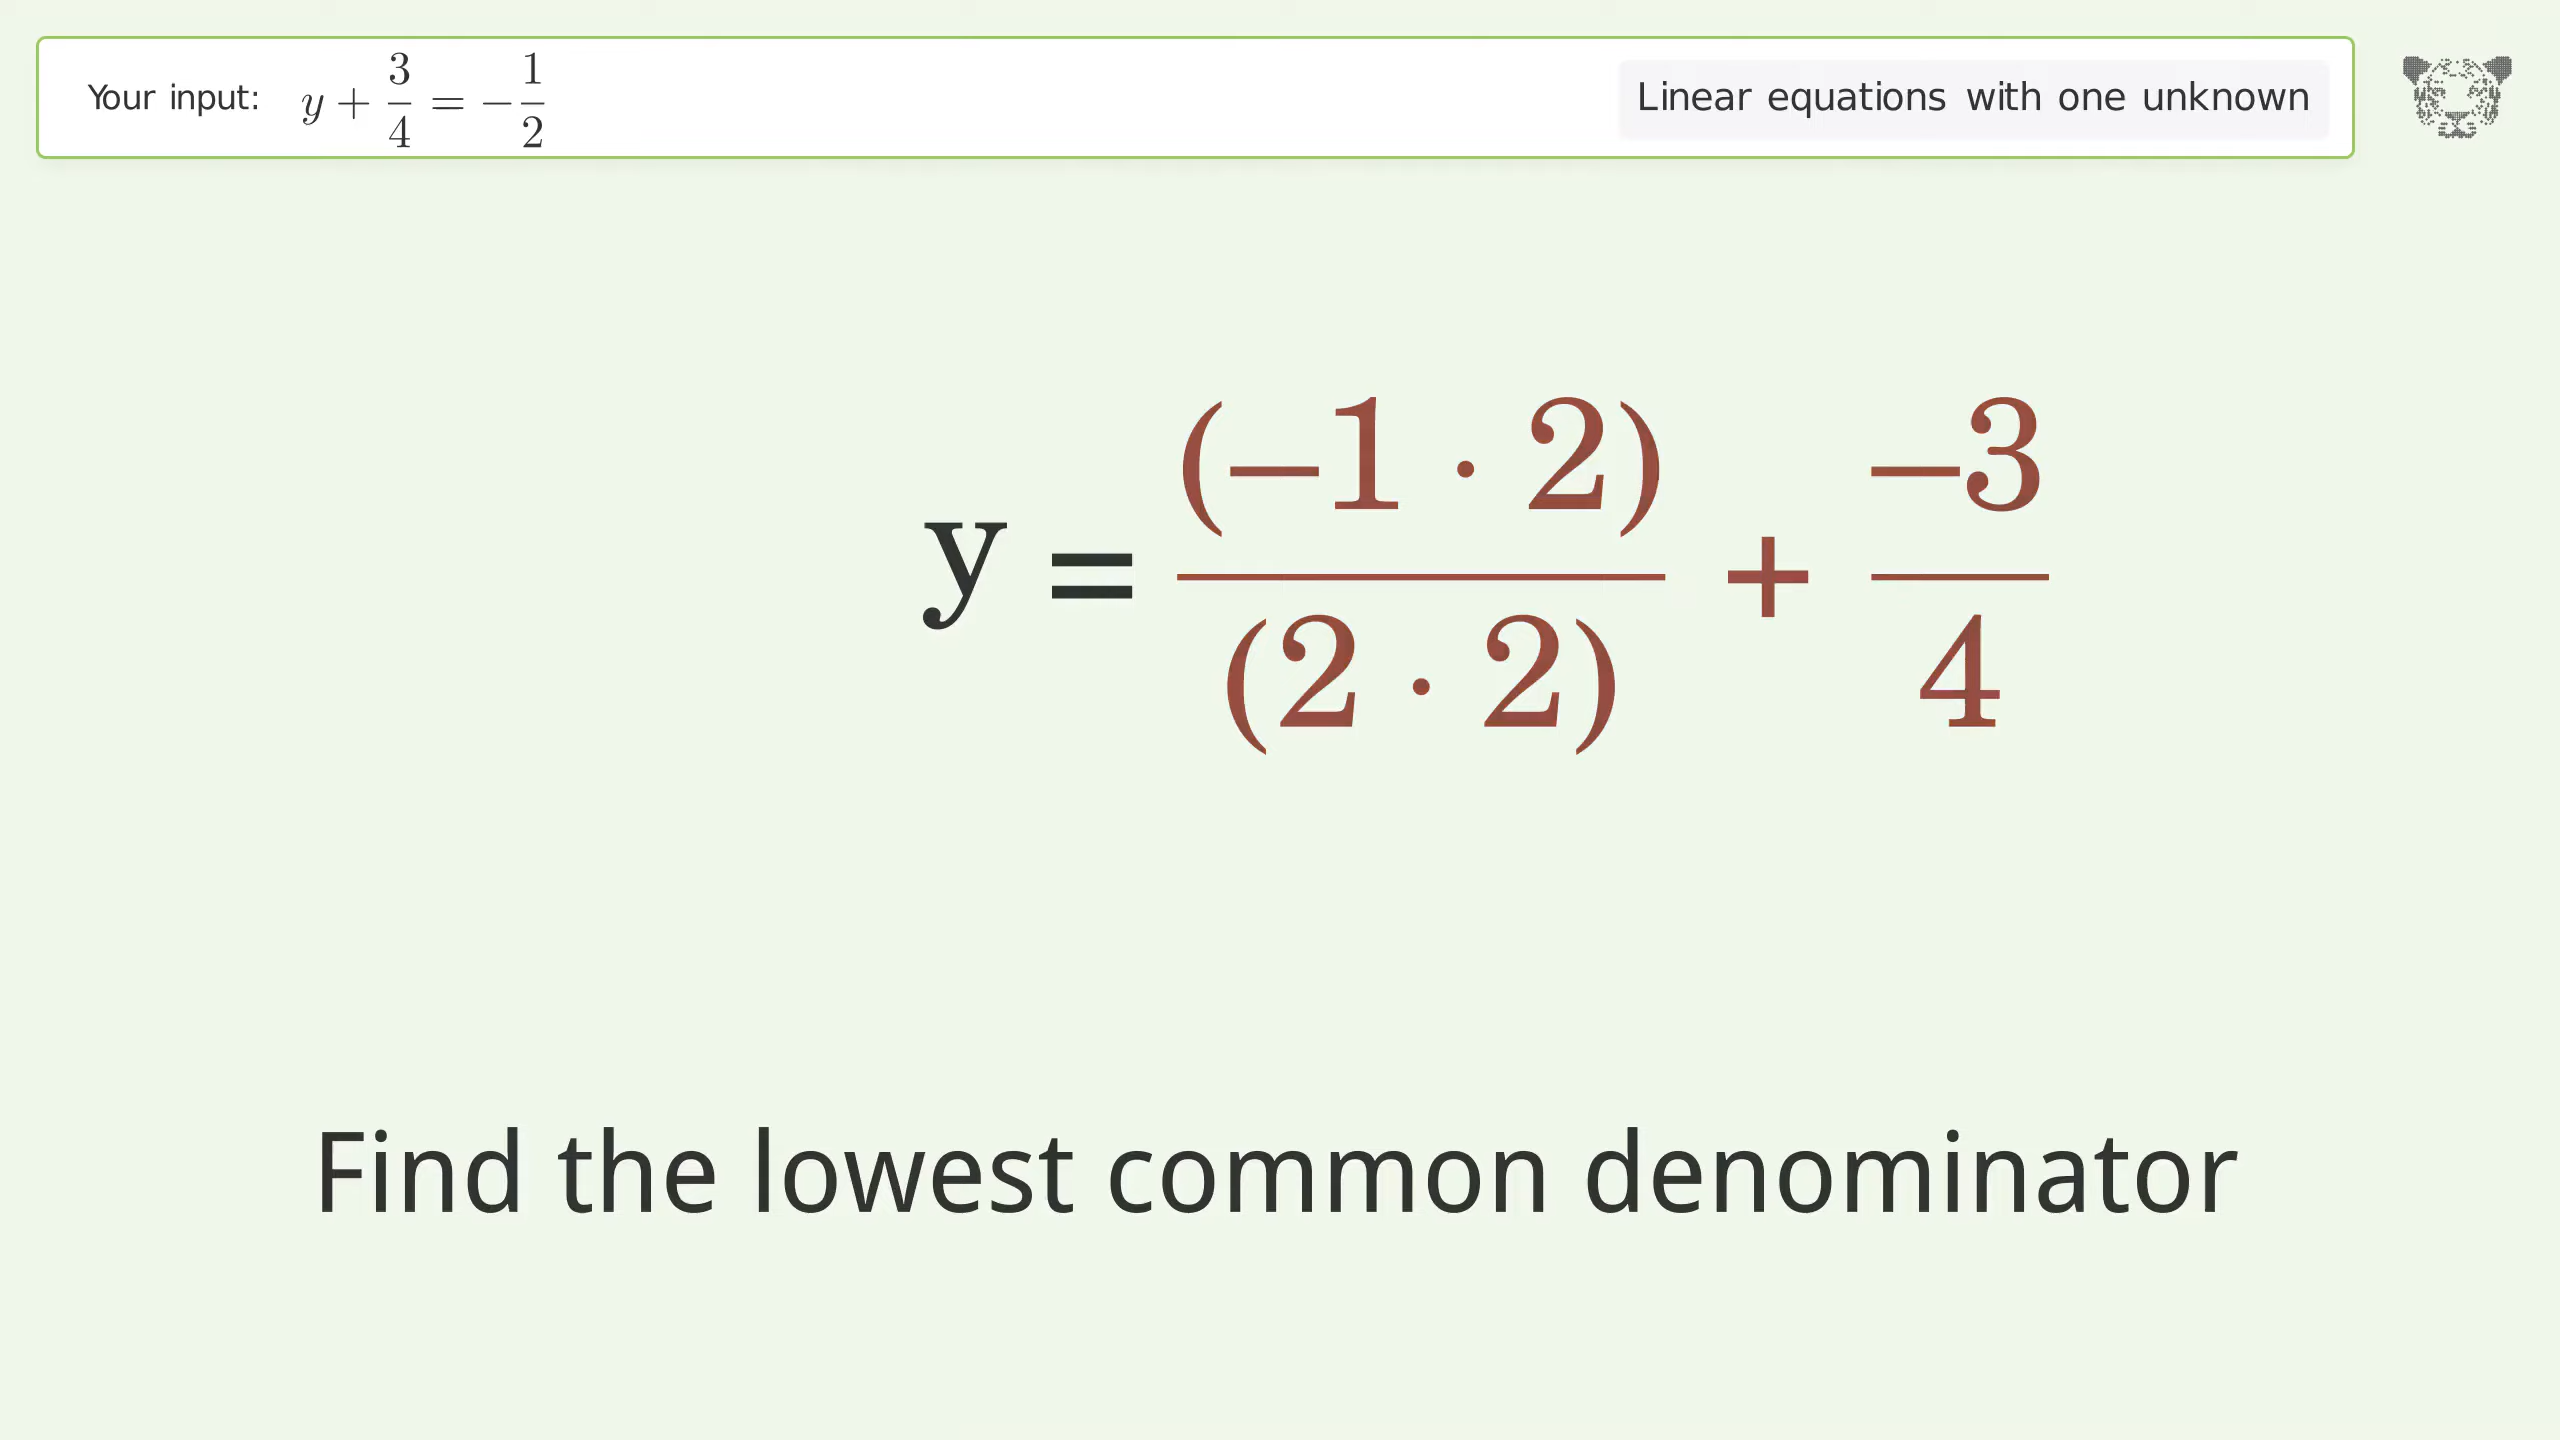 Your input: y + 3/4 = -1/2
Linear equations with one unknown
y = (-1 · 2)/(2 · 2) + -3/4
Find the lowest common denominator